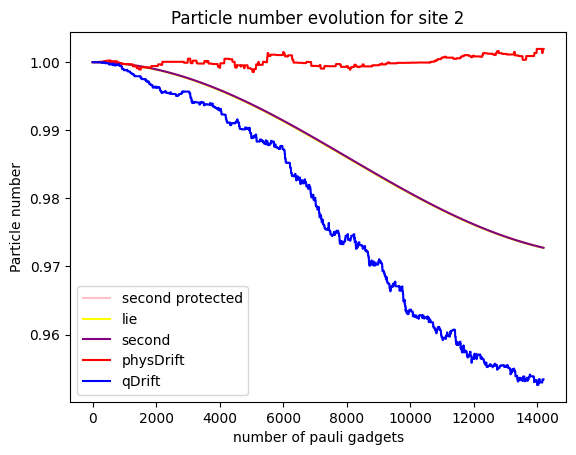 Particle number evolution for site 2
1.00
0.99
0.98
0.97
0.96
Particle number
second protected
lie
second
physDrift
qDrift
0 2000 4000 6000 8000 10000 12000 14000
number of pauli gadgets